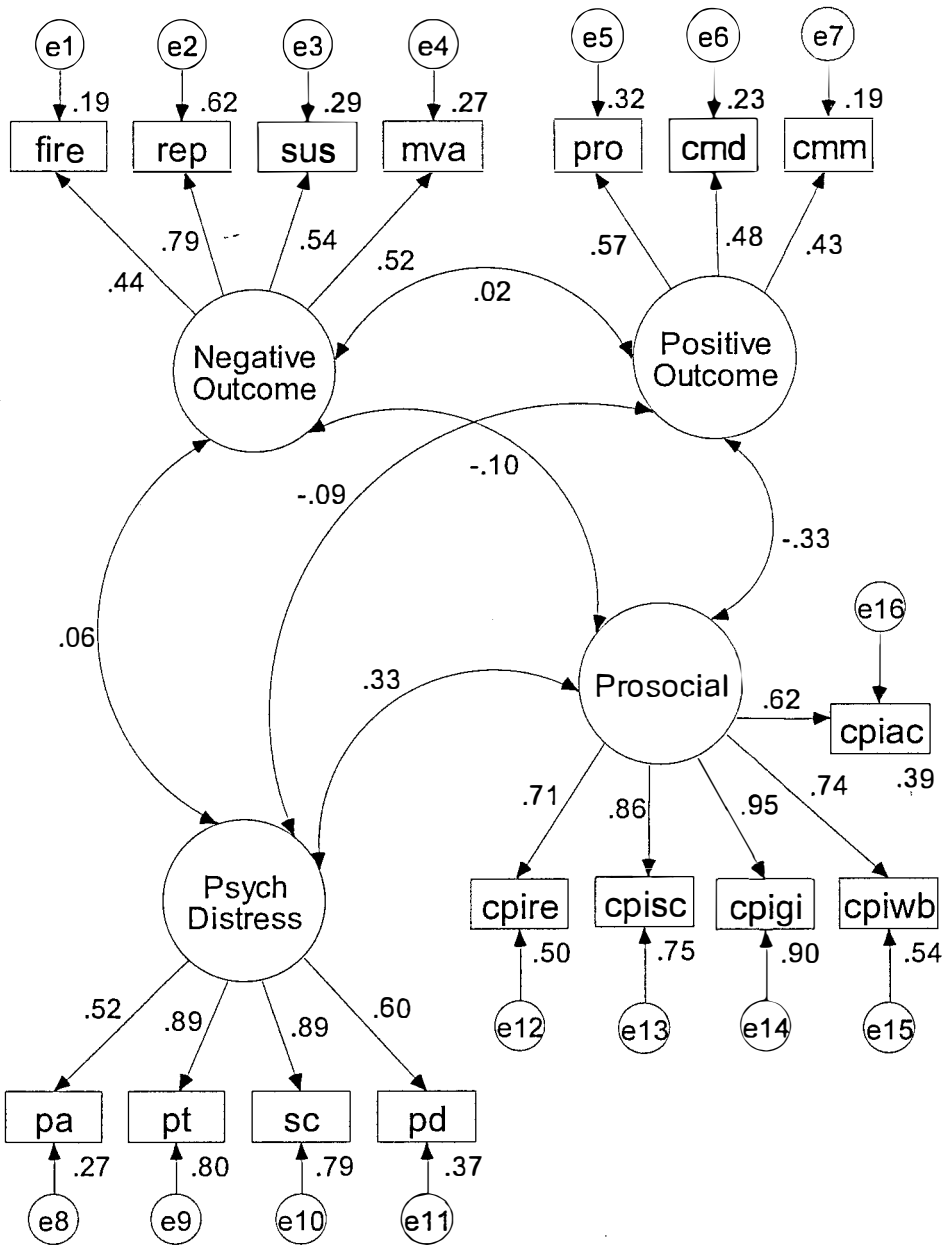 e1 e2 e3 e4 e5 e6 e7
.19 .62 .29 .27 .32 .23 .19
fire rep sus mva pro cmd cmm
.44 .79 .54 .52 .57 .48 .43
.02
Negative
Outcome
Positive
Outcome
-.09 -.10
-.33
e16
.06
.33
Prosocial
.62
cpiac
.39
.71 .86 .95 .74
Psych
Distress
cpire cpisc cpigi cpiwb
.50 .75 .90 .54
e12 e13 e14 e15
.52 .89 .89 .60
pa pt sc pd
.27 .80 .79 .37
e8 e9 e10 e11